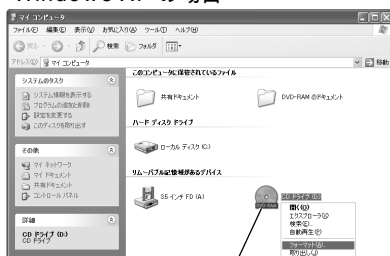 Windows XP の場合
マイ コンピュータ
ファイル(F) 編集(E) 表示(V) お気に入り(A) ツール(T) ヘルプ(H)
戻る 検索 フォルダ
アドレス(D) マイ コンピュータ 移動
システムのタスク
システム情報を表示する
プログラムの追加と削除
設定を変更する
このディスクを取り出す
その他
マイ ネットワーク
マイ ドキュメント
共有ドキュメント
コントロール パネル
詳細
CD ドライブ (D:)
CD ドライブ
このコンピュータに保管されているファイル
共有ドキュメント
DVD-RAM のドキュメント
ハード ディスク ドライブ
ローカル ディスク (C:)
リムーバブル記憶域があるデバイス
3.5 インチ FD (A:)
DVD-RAM
CD ドライブ (D:)
開く(O)
エクスプローラ(X)
検索(E)...
自動再生(P)
フォーマット(A)...
取り出し(J)